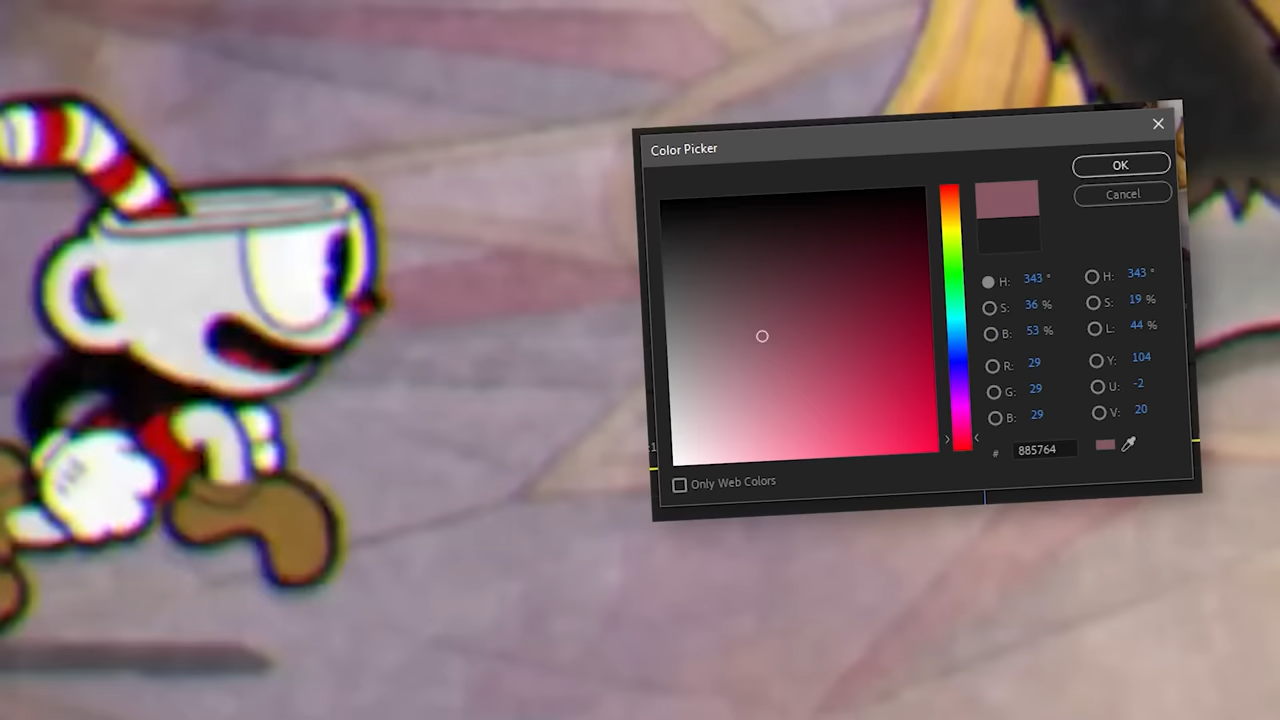 Color Picker
OK
Cancel
H: 343 °
H: 343 °
S: 36 %
S: 19 %
B: 53 %
L: 44 %
R: 29
Y: 104
G: 29
U: -2
B: 29
V: 20
# 885764
Only Web Colors